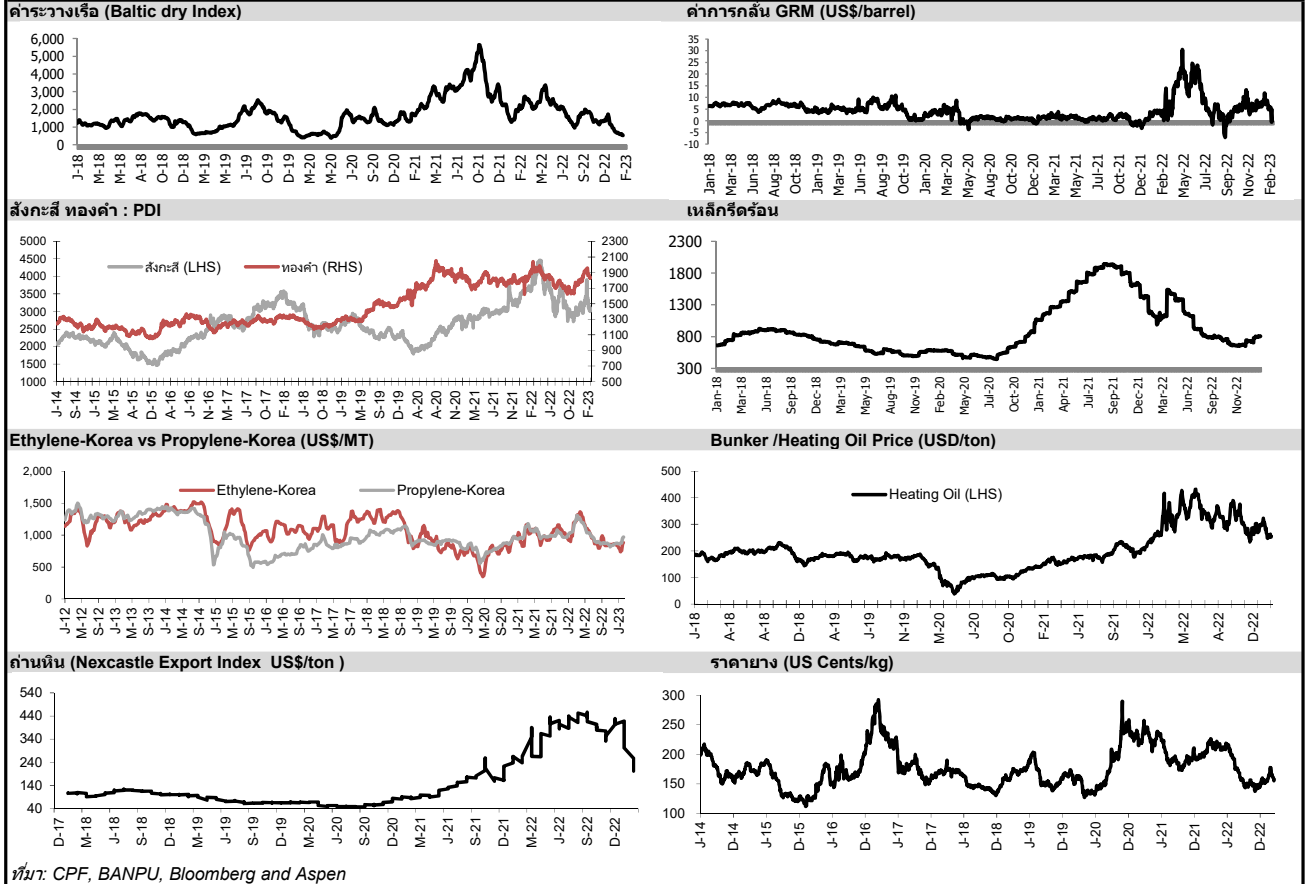 ค่าระวางเรือ (Baltic dry Index)
6,000
5,000
4,000
3,000
2,000
1,000
0
J-18 M-18 M-18 A-18 O-18 D-18 M-19 M-19 J-19 O-19 D-19 M-20 M-20 J-20 S-20 D-20 F-21 M-21 J-21 O-21 D-21 F-22 M-22 J-22 S-22 D-22 F-23
ค่าการกลั่น GRM (US$/barrel)
35
30
25
20
15
10
5
0
-5
-10
Jan-18 Mar-18 Jun-18 Aug-18 Oct-18 Jan-19 Apr-19 Jun-19 Sep-19 Nov-19 Jan-20 Mar-20 May-20 Jul-20 Oct-20 Dec-20 Mar-21 May-21 Jul-21 Oct-21 Dec-21 Feb-22 May-22 Jul-22 Sep-22 Nov-22 Feb-23
สังกะสี ทองคำ : PDI
5000
4500
4000
3500
3000
2500
2000
1500
1000
สังกะสี (LHS)
ทองคำ (RHS)
2300
2100
1900
1700
1500
1300
1100
900
700
500
J-14 S-14 J-15 M-15 D-15 A-16 J-16 N-16 M-17 J-17 O-17 F-18 M-18 S-18 J-19 M-19 S-19 D-19 A-20 A-20 N-20 M-21 J-21 N-21 F-22 J-22 O-22 F-23
เหล็กรีดร้อน
2300
1800
1300
800
300
Jan-18 Mar-18 Jun-18 Sep-18 Dec-18 Mar-19 May-19 Aug-19 Nov-19 Feb-20 May-20 Jul-20 Oct-20 Jan-21 Apr-21 Jun-21 Sep-21 Dec-21 Mar-22 Jun-22 Sep-22 Nov-22
Ethylene-Korea vs Propylene-Korea (US$/MT)
2,000
1,500
1,000
500
0
Ethylene-Korea
Propylene-Korea
J-12 M-12 S-12 J-13 M-13 S-13 J-14 M-14 S-14 J-15 M-15 S-15 J-16 M-16 S-16 J-17 M-17 S-17 J-18 M-18 S-18 J-19 M-19 S-19 J-20 M-20 S-20 J-21 M-21 S-21 J-22 M-22 S-22 J-23
Bunker /Heating Oil Price (USD/ton)
500
400
300
200
100
0
Heating Oil (LHS)
J-18 A-18 A-18 D-18 A-19 J-19 N-19 M-20 J-20 O-20 F-21 M-21 S-21 J-22 M-22 A-22 D-22
ถ่านหิน (Nexcastle Export Index US$/ton )
540
440
340
240
140
40
D-17 M-18 J-18 S-18 D-18 M-19 J-19 S-19 D-19 M-20 J-20 S-20 D-20 M-21 J-21 S-21 D-21 M-22 J-22 S-22 D-22
ราคายาง (US Cents/kg)
300
250
200
150
100
J-14 D-14 J-15 D-15 J-16 D-16 J-17 D-17 J-18 D-18 J-19 D-19 J-20 D-20 J-21 D-21 J-22 D-22
ที่มา: CPF, BANPU, Bloomberg and Aspen